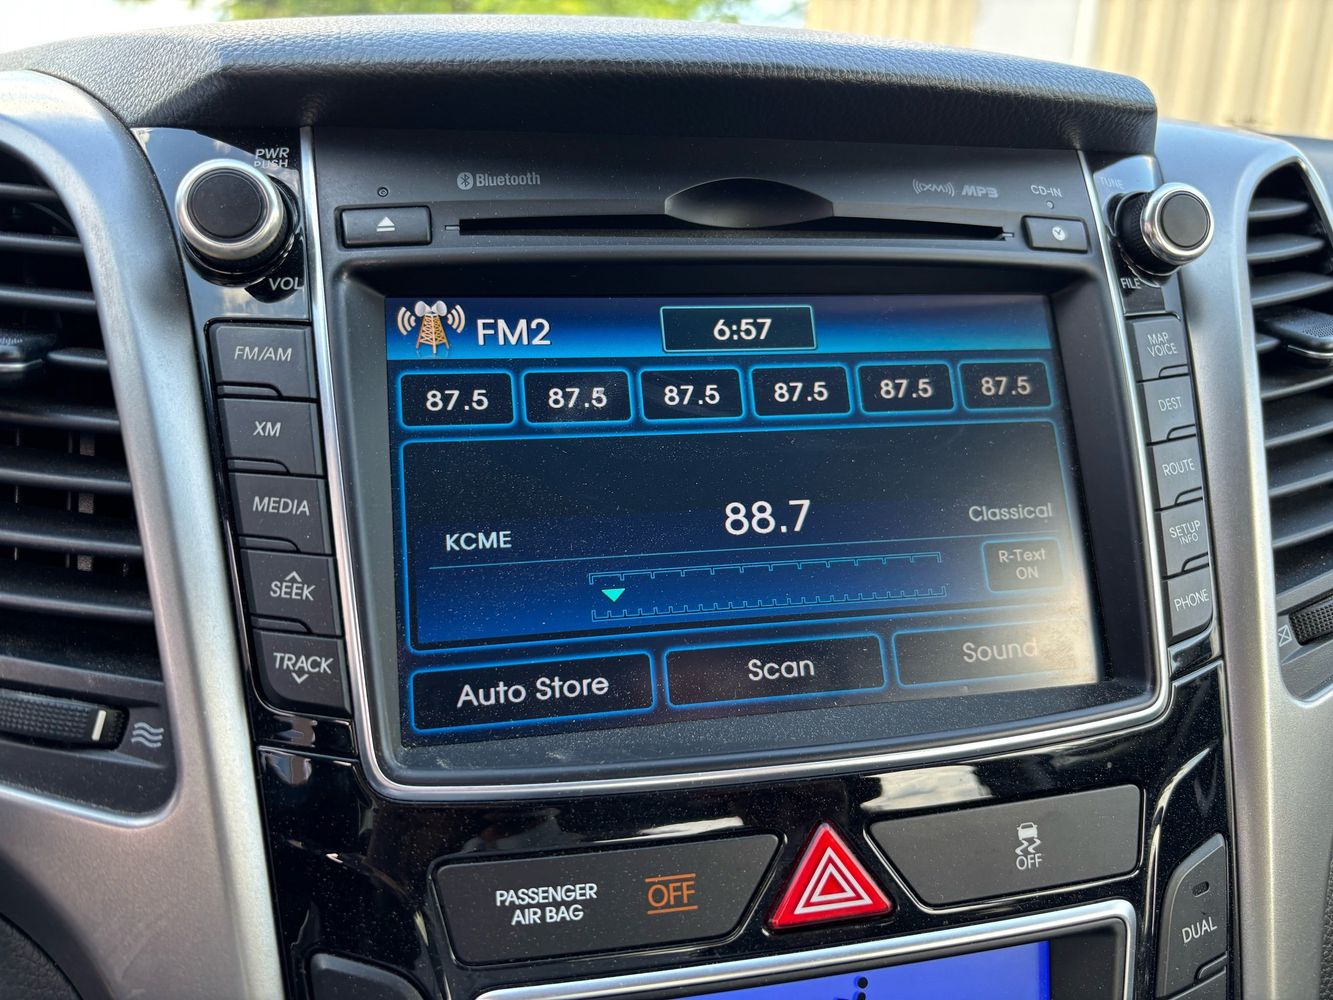 PWR
PUSH
VOL
Bluetooth
((XM)) MP3
CD-IN
TUNE
FILE
FM/AM
XM
MEDIA
SEEK
TRACK
FM2
6:57
87.5 87.5 87.5 87.5 87.5 87.5
88.7
KCME
Classical
R-Text
ON
Auto Store
Scan
Sound
MAP
VOICE
DEST
ROUTE
SETUP
INFO
PHONE
PASSENGER
AIR BAG
OFF
OFF
DUAL